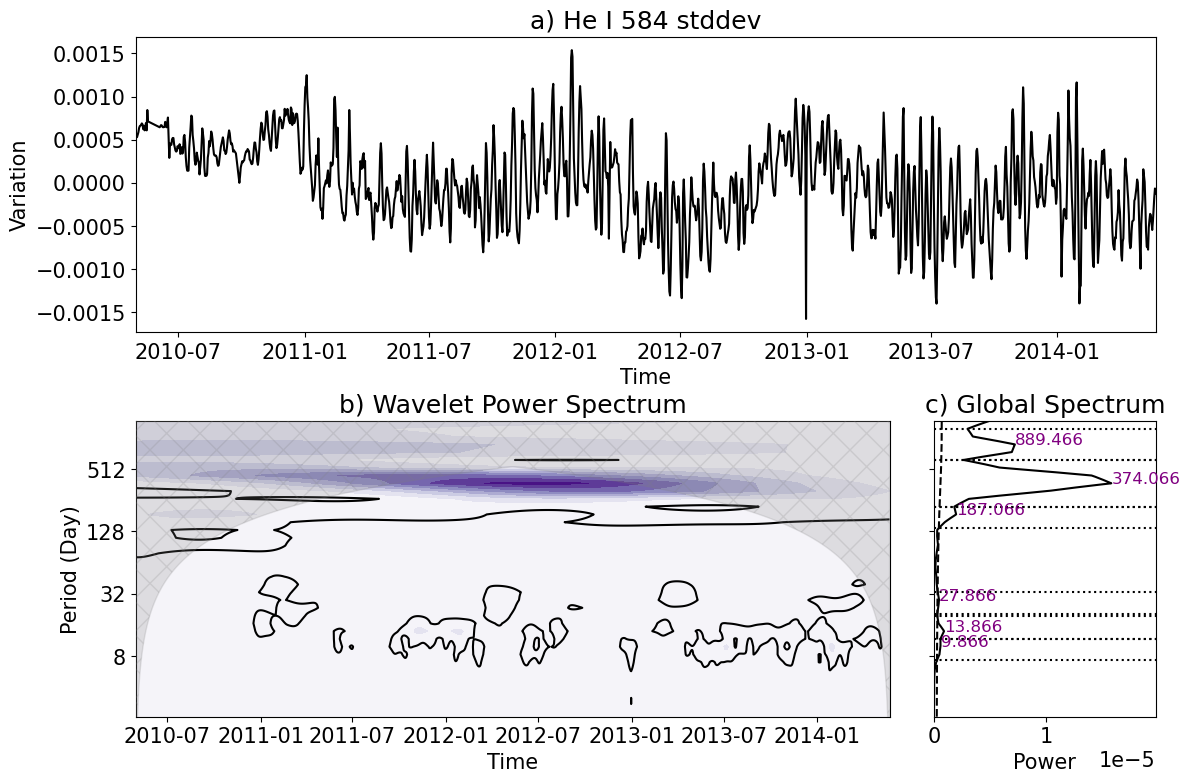 a) He I 584 stddev
Variation
0.0015
0.0010
0.0005
0.0000
−0.0005
−0.0010
−0.0015
2010-07 2011-01 2011-07 2012-01 2012-07 2013-01 2013-07 2014-01
Time
b) Wavelet Power Spectrum
Period (Day)
512
128
32
8
2010-07 2011-01 2011-07 2012-01 2012-07 2013-01 2013-07 2014-01
Time
c) Global Spectrum
889.466
374.066
187.066
27.866
13.866
9.866
0 1
Power 1e−5